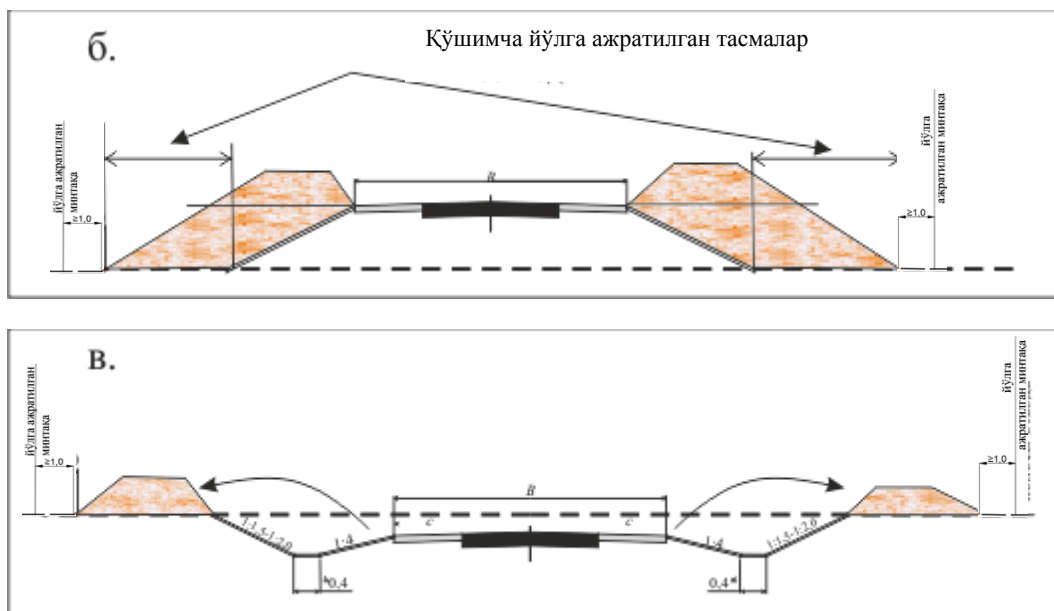 б.
Қўшимча йўлга ажратилган тасмалар
йўлга ажратилган
минтақа
≥1,0
B
≥1,0
йўлга
ажратилган минтақа
в.
йўлга ажратилган
минтақа
≥1,0
1:1,5-1:2,0
0,4
1:4
c
B
c
1:4
0,4
1:1,5-1:2,0
≥1,0
йўлга
ажратилган минтақа